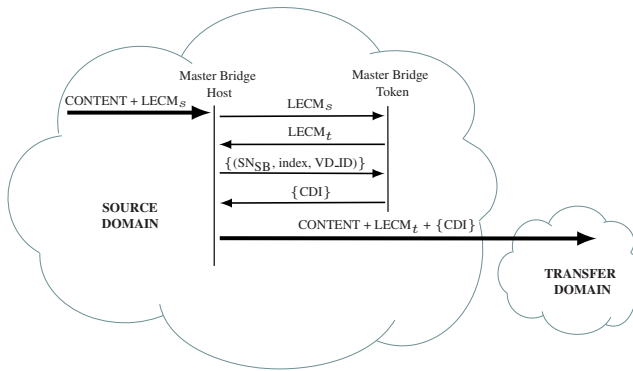 Master Bridge
Host
Master Bridge
Token
CONTENT + LECMs
LECMs
LECMt
{(SNSB, index, VD_ID)}
{CDI}
SOURCE
DOMAIN
CONTENT + LECMt + {CDI}
TRANSFER
DOMAIN